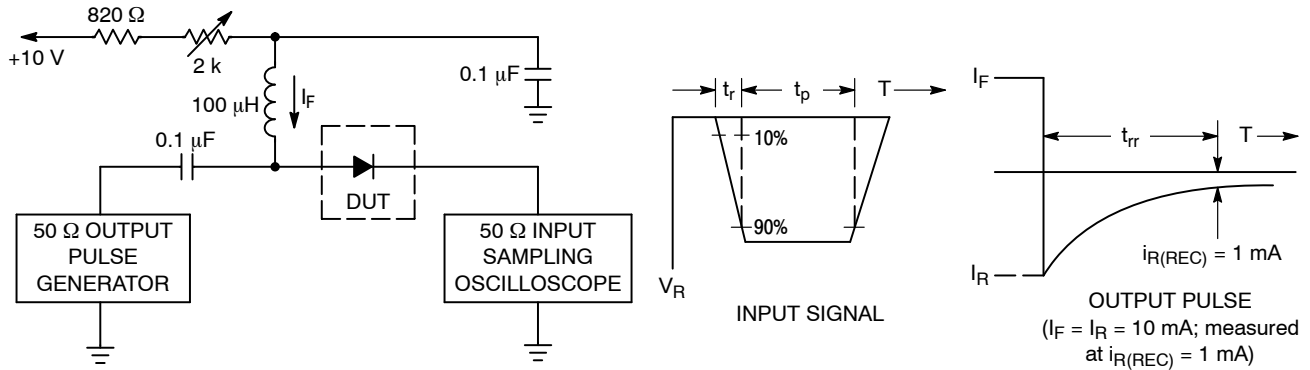 820 Ω
+10 V
2 k
100 μH
I_F
0.1 μF
0.1 μF
DUT
50 Ω OUTPUT
PULSE
GENERATOR
50 Ω INPUT
SAMPLING
OSCILLOSCOPE
t_r
t_p
T
10%
90%
V_R
INPUT SIGNAL
I_F
t_rr
T
I_R
i_R(REC) = 1 mA
OUTPUT PULSE
(I_F = I_R = 10 mA; measured
at i_R(REC) = 1 mA)